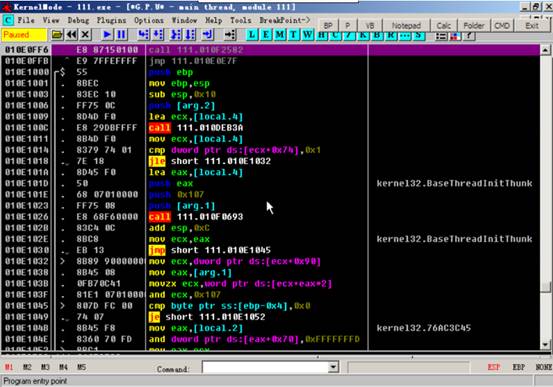 KernelMode - 111.exe - [*G.P.U* - main thread, module 111]
File View Debug Plugins Options Window Help Tools BreakPoint-> BP P VB Notepad Calc Folder CMD Exit
Paused L E M T W H C
010E0FF6 E8 87150100 call 111.010F2582
010E0FFB ^ E9 7FFEFFFF jmp 111.010E0E7F
010E1000 $ 55 push ebp
010E1001 . 8BEC mov ebp,esp
010E1003 . 83EC 10 sub esp,0x10
010E1006 . FF75 0C push [arg.2]
010E1009 . 8D4D F0 lea ecx,[local.4]
010E100C . E8 29DBFFFF call 111.010DEB3A
010E1011 . 8B4D F0 mov ecx,[local.4]
010E1014 . 8379 74 01 cmp dword ptr ds:[ecx+0x74],0x1
010E1018 . 7E 18 jle short 111.010E1032
010E101A . 8D45 F0 lea eax,[local.4]
010E101D . 50 push eax kernel32.BaseThreadInitThunk
010E101E . 68 07010000 push 0x107
010E1023 . FF75 08 push [arg.1]
010E1026 . E8 68F60000 call 111.010F0693
010E102B . 83C4 0C add esp,0xC
010E102E . 8BC8 mov ecx,eax kernel32.BaseThreadInitThunk
010E1030 . EB 13 jmp short 111.010E1045
010E1032 > 8B89 90000000 mov ecx,dword ptr ds:[ecx+0x90]
010E1038 . 8B45 08 mov eax,[arg.1]
010E103B . 0FB70C41 movzx ecx,word ptr ds:[ecx+eax*2]
010E103F . 81E1 07010000 and ecx,0x107
010E1045 > 807D FC 00 cmp byte ptr ss:[ebp-0x4],0x0
010E1049 . 74 07 je short 111.010E1052
010E104B . 8B45 F8 mov eax,[local.2] kernel32.76AC3C45
010E104E . 8360 70 FD and dword ptr ds:[eax+0x70],0xFFFFFFFD
M1 M2 M3 M4 M5 Command: ESP EBP NONE
Program entry point